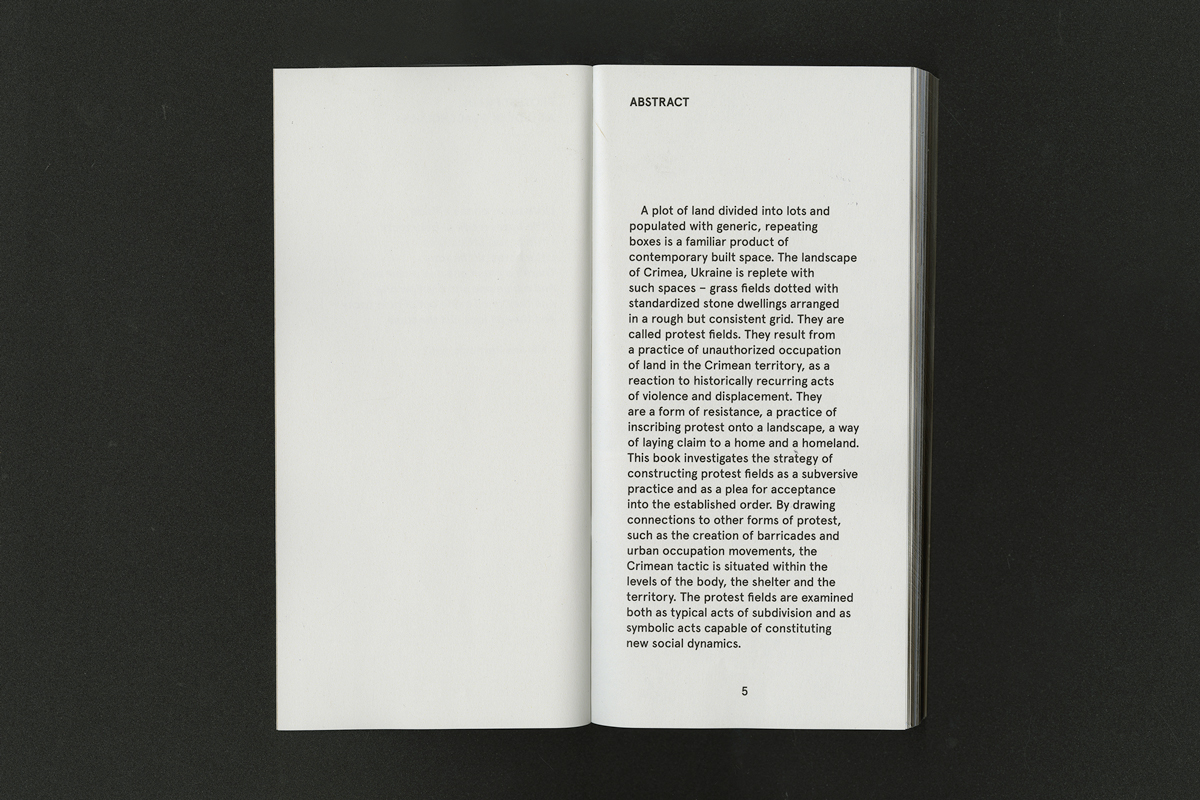 ABSTRACT
A plot of land divided into lots and
populated with generic, repeating
boxes is a familiar product of
contemporary built space. The landscape
of Crimea, Ukraine is replete with
such spaces – grass fields dotted with
standardized stone dwellings arranged
in a rough but consistent grid. They are
called protest fields. They result from
a practice of unauthorized occupation
of land in the Crimean territory, as a
reaction to historically recurring acts
of violence and displacement. They
are a form of resistance, a practice of
inscribing protest onto a landscape, a way
of laying claim to a home and a homeland.
This book investigates the strategy of
constructing protest fields as a subversive
practice and as a plea for acceptance
into the established order. By drawing
connections to other forms of protest,
such as the creation of barricades and
urban occupation movements, the
Crimean tactic is situated within the
levels of the body, the shelter and the
territory. The protest fields are examined
both as typical acts of subdivision and as
symbolic acts capable of constituting
new social dynamics.
5